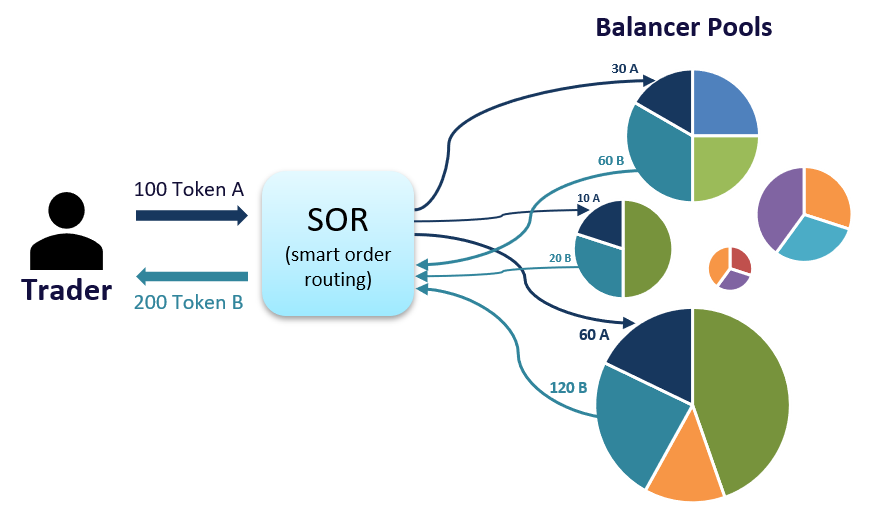 Balancer Pools
30 A
60 B
100 Token A
10 A
SOR
(smart order
routing)
20 B
Trader
200 Token B
60 A
120 B